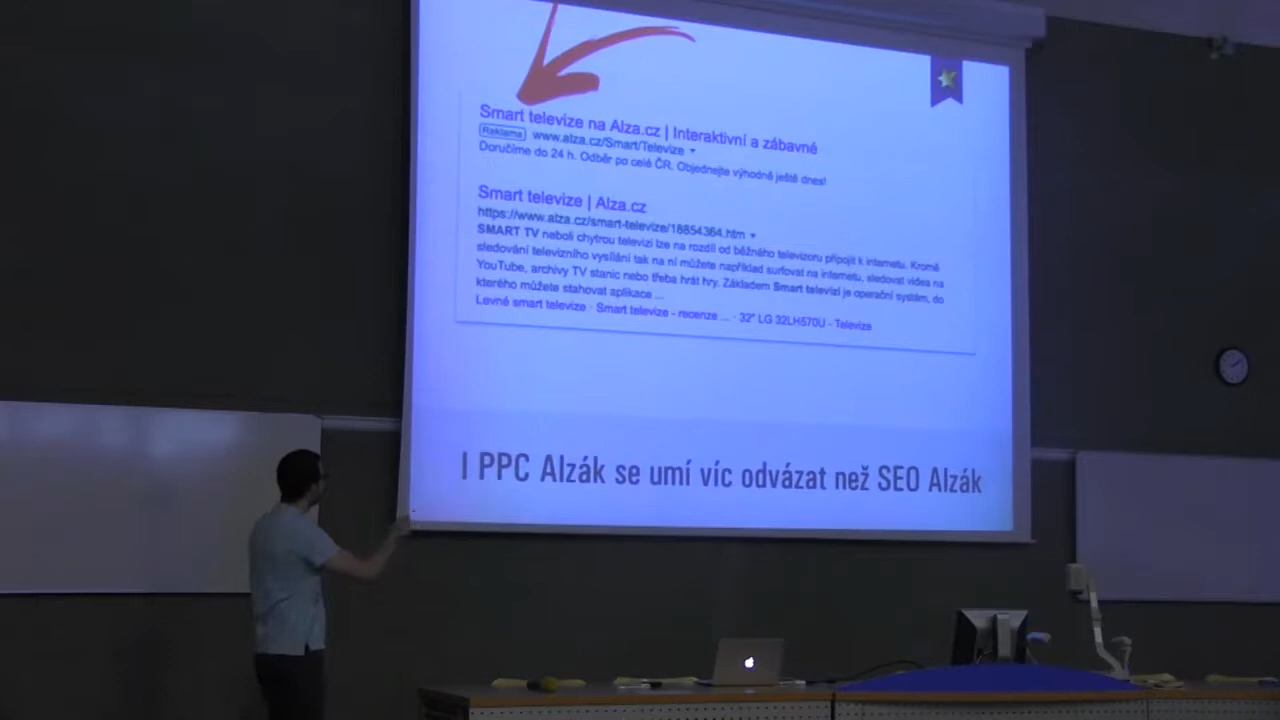 Smart televize na Alza.cz | Interaktivní a zábavné
Reklama www.alza.cz/Smart/Televize
Doručíme do 24 h. Odběr po celé ČR. Objednejte výhodně ještě dnes!
Smart televize | Alza.cz
https://www.alza.cz/smart-televize/18854364.htm
SMART TV neboli chytrou televizi lze na rozdíl od běžného televizoru připojit k internetu. Kromě
sledování televizního vysílání tak na ní můžete například surfovat na internetu, sledovat videa na
YouTube, archivy TV stanic nebo třeba hrát hry. Základem Smart televizí je operační systém, do
kterého můžete stahovat aplikace ...
Levné smart televize · Smart televize - recenze ... · 32" LG 32LH570U - Televize
I PPC Alzák se umí víc odvázat než SEO Alzák